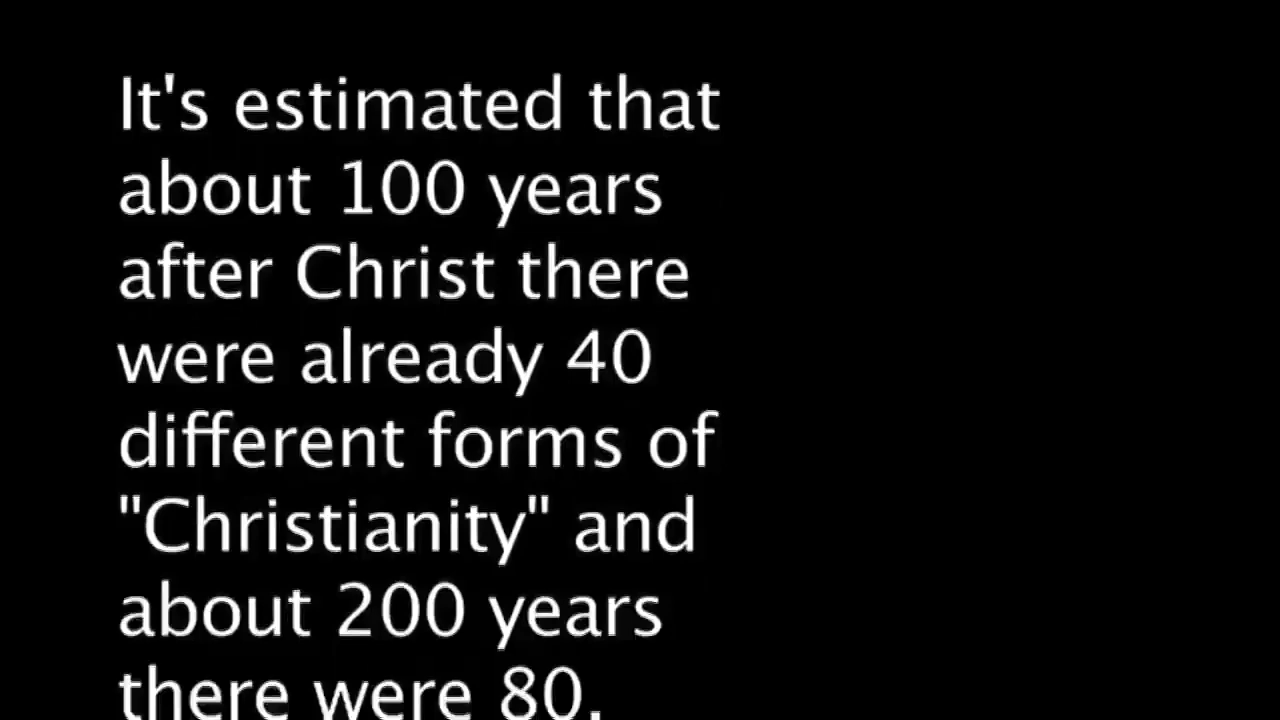 It's estimated that
about 100 years
after Christ there
were already 40
different forms of
"Christianity" and
about 200 years
there were 80.